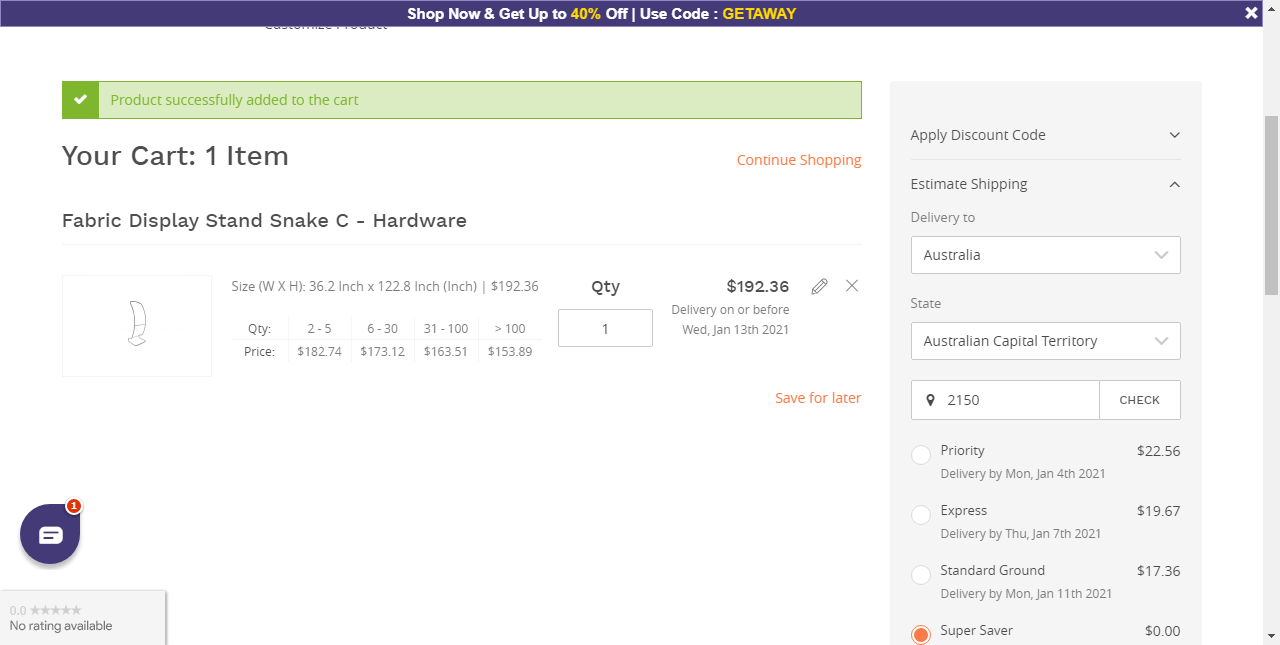 Shop Now & Get Up to 40% Off | Use Code : GETAWAY
Customize Product
Product successfully added to the cart
Your Cart: 1 Item
Continue Shopping
Fabric Display Stand Snake C - Hardware
Size (W X H): 36.2 Inch x 122.8 Inch (Inch) | $192.36
Qty: 2 - 5 6 - 30 31 - 100 > 100
Price: $182.74 $173.12 $163.51 $153.89
Qty
1
$192.36
Delivery on or before
Wed, Jan 13th 2021
Save for later
Apply Discount Code
Estimate Shipping
Delivery to
Australia
State
Australian Capital Territory
2150 CHECK
Priority $22.56
Delivery by Mon, Jan 4th 2021
Express $19.67
Delivery by Thu, Jan 7th 2021
Standard Ground $17.36
Delivery by Mon, Jan 11th 2021
Super Saver $0.00
1
0.0
No rating available